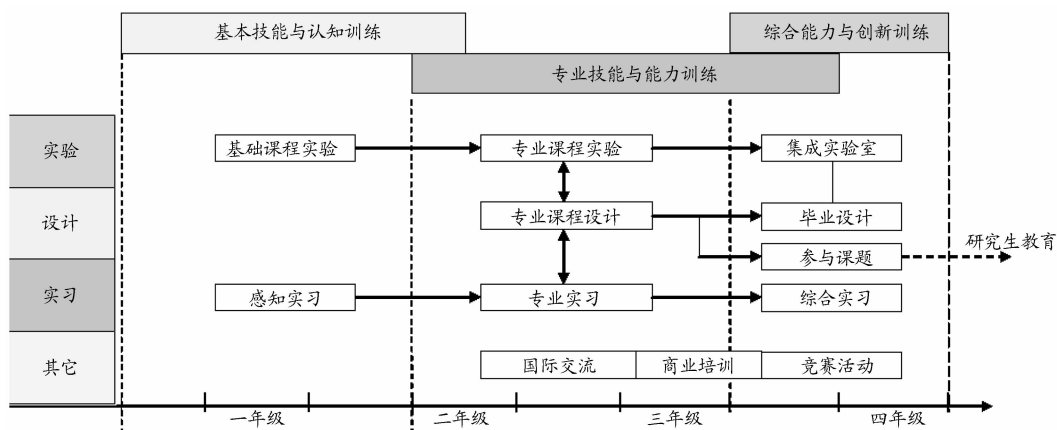 基本技能与认知训练
综合能力与创新训练
专业技能与能力训练
实验
基础课程实验
专业课程实验
集成实验室
设计
专业课程设计
毕业设计
参与课题
研究生教育
实习
感知实习
专业实习
综合实习
其它
国际交流
商业培训
竞赛活动
一年级
二年级
三年级
四年级